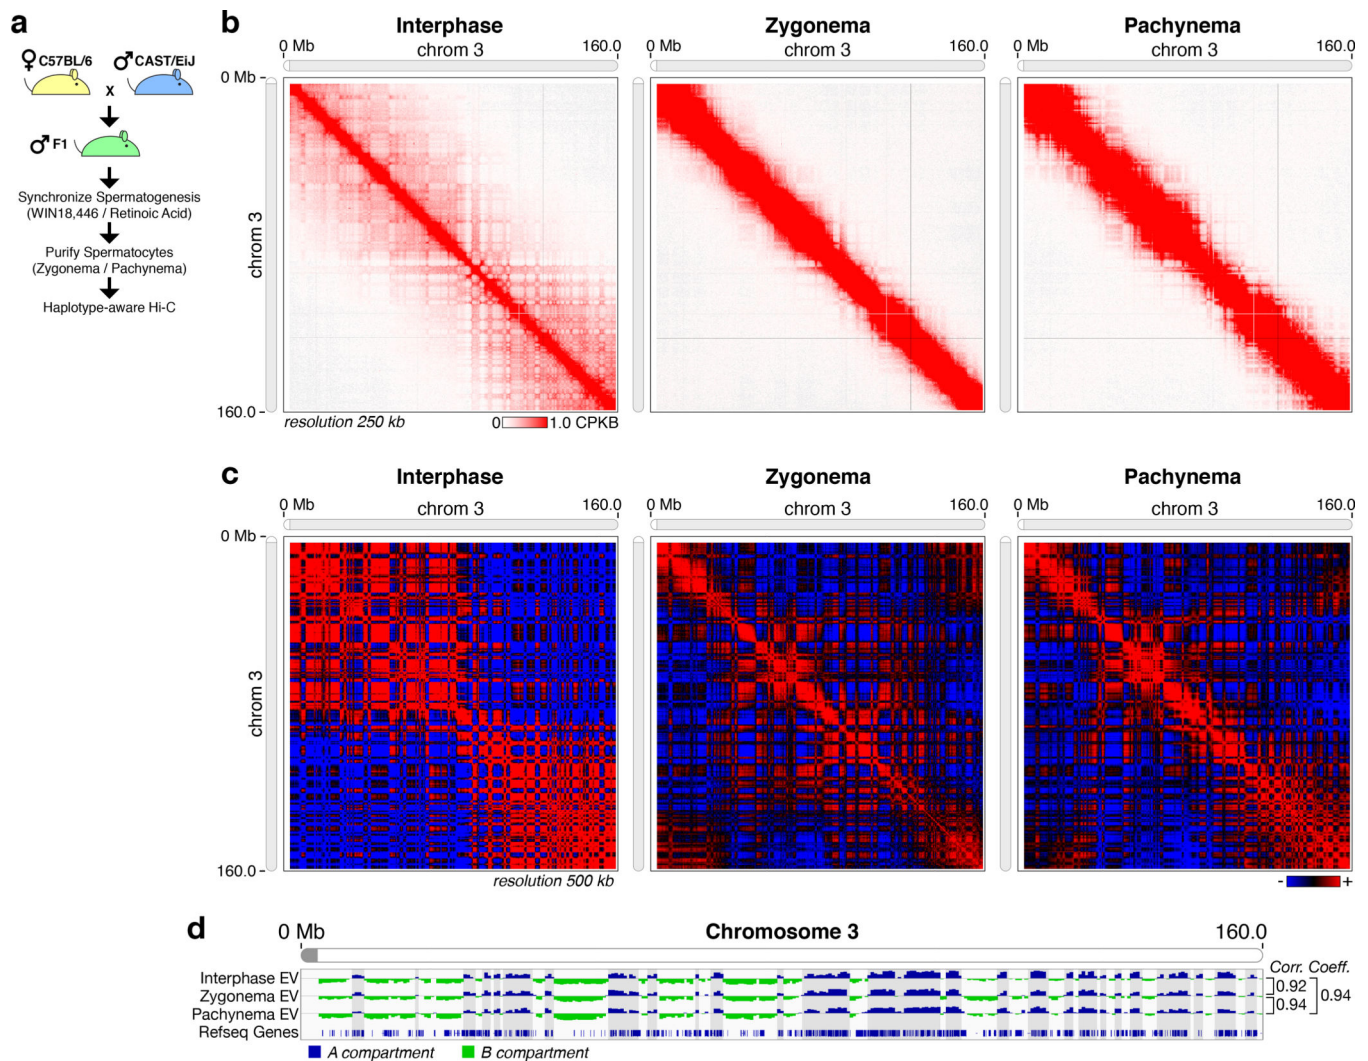 a
♀ C57BL/6 ♂ CAST/EiJ
X
♂ F1
Synchronize Spermatogenesis
(WIN18,446 / Retinoic Acid)
Purify Spermatocytes
(Zygonema / Pachynema)
Haplotype-aware Hi-C
b
Interphase Zygonema Pachynema
0 Mb chrom 3 160.0 0 Mb chrom 3 160.0 0 Mb chrom 3 160.0
0 Mb
chrom 3
160.0
resolution 250 kb 0 1.0 CPKB
c
Interphase Zygonema Pachynema
0 Mb chrom 3 160.0 0 Mb chrom 3 160.0 0 Mb chrom 3 160.0
0 Mb
chrom 3
160.0
resolution 500 kb - +
d
0 Mb Chromosome 3 160.0
Corr. Coeff.
Interphase EV
0.92
Zygonema EV
0.94
0.94
Pachynema EV
Refseq Genes
A compartment B compartment